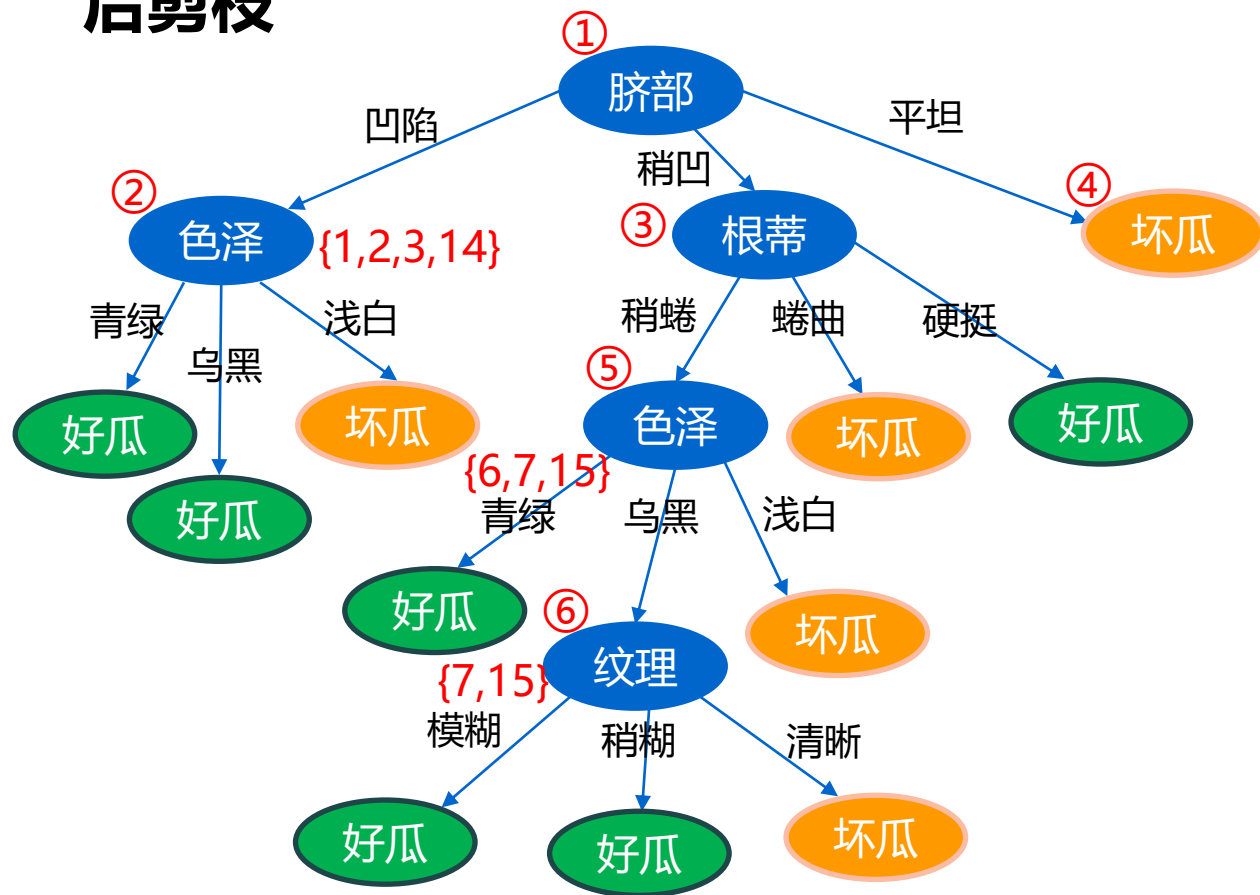 后剪枝
①
脐部
凹陷
稍凹
平坦
②
色泽
{1,2,3,14}
③
根蒂
④
坏瓜
青绿
乌黑
浅白
稍蜷
蜷曲
硬挺
好瓜
好瓜
坏瓜
⑤
色泽
坏瓜
好瓜
{6,7,15}
青绿
乌黑
浅白
好瓜
⑥
纹理
坏瓜
{7,15}
模糊
稍糊
清晰
好瓜
好瓜
坏瓜